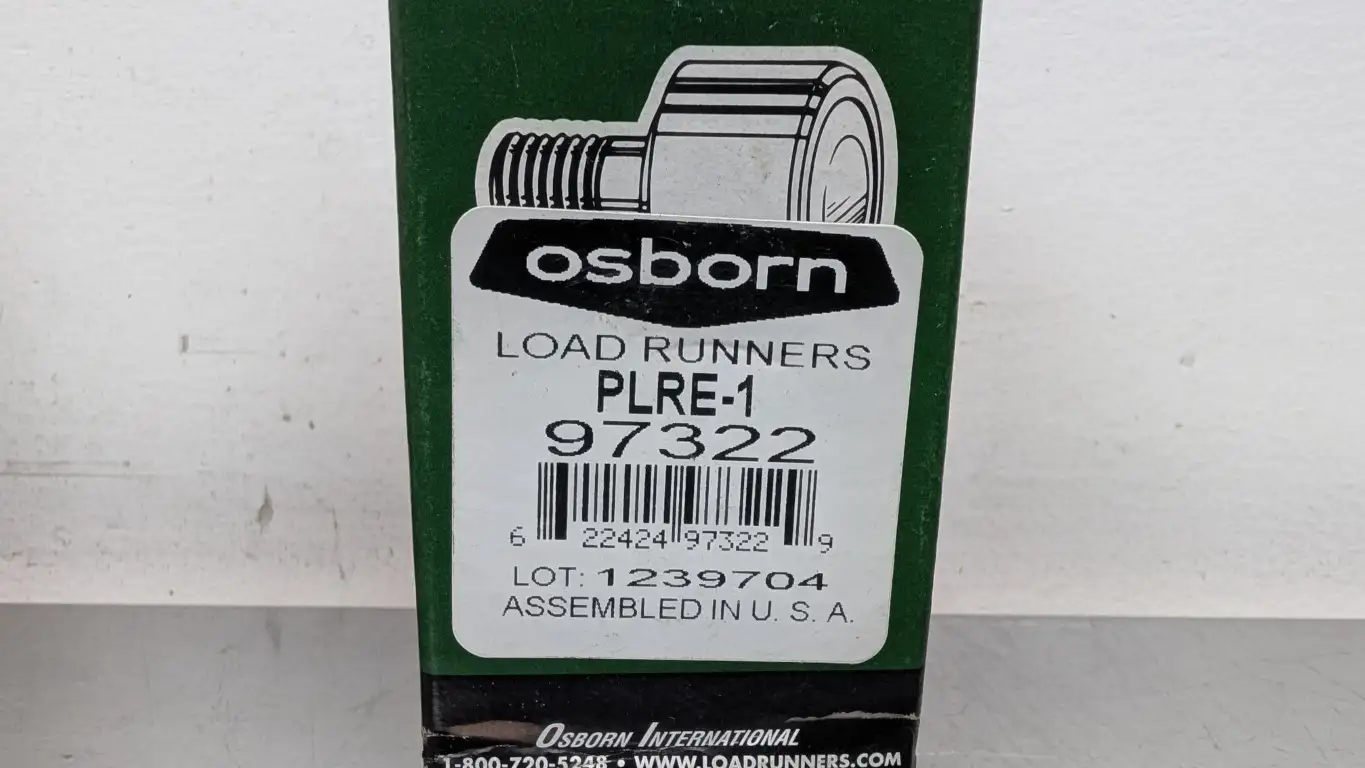 osborn
LOAD RUNNERS
PLRE-1
97322
6 22424 97322 9
LOT: 1239704
ASSEMBLED IN U. S. A.
OSBORN INTERNATIONAL
1-800-720-5248 • WWW.LOADRUNNERS.COM